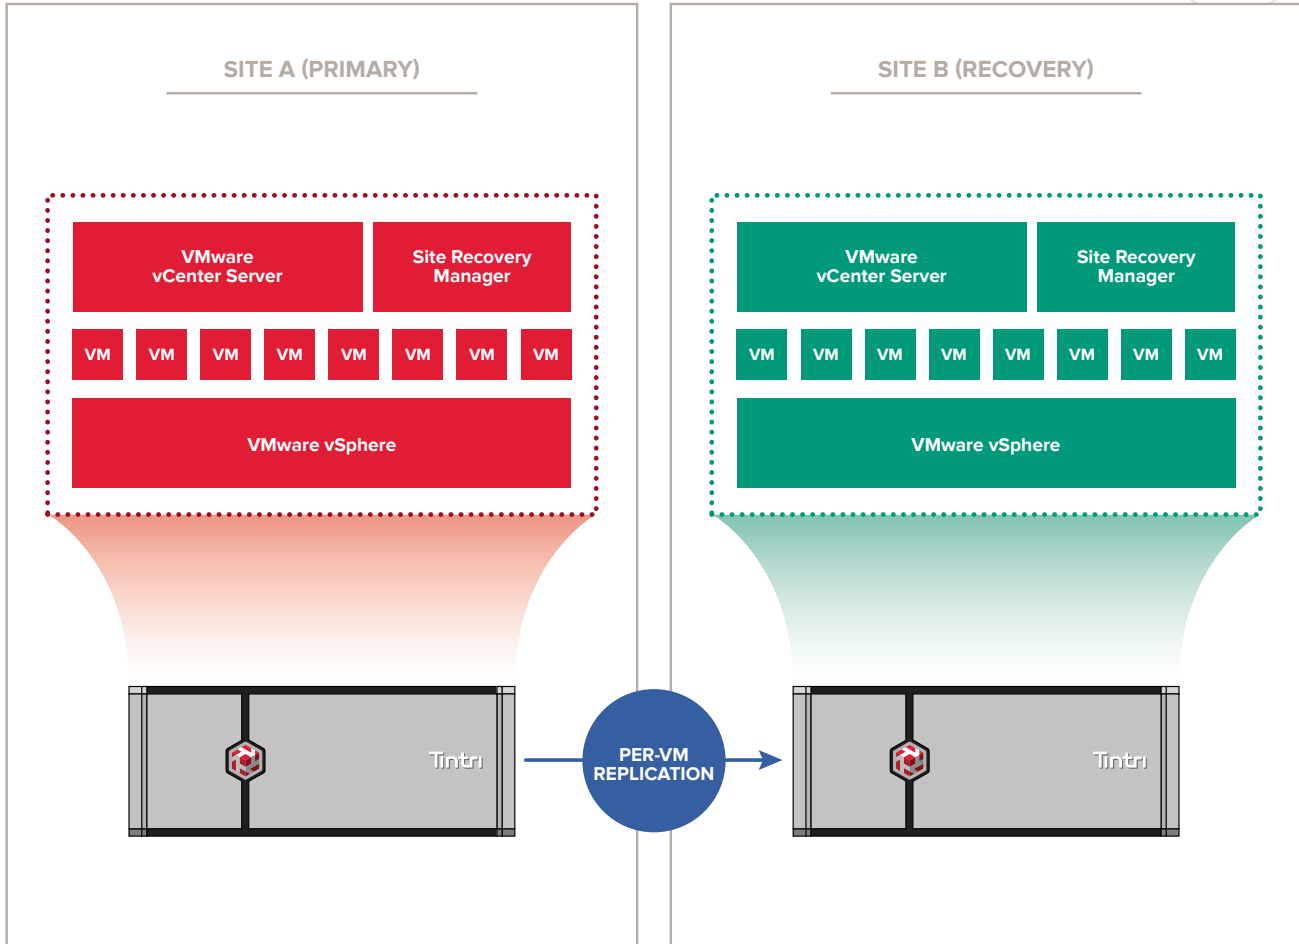 SITE A (PRIMARY)
VMware
vCenter Server
Site Recovery
Manager
VM VM VM VM VM VM VM VM
VMware vSphere
Tintri
PER-VM
REPLICATION
SITE B (RECOVERY)
VMware
vCenter Server
Site Recovery
Manager
VM VM VM VM VM VM VM VM
VMware vSphere
Tintri